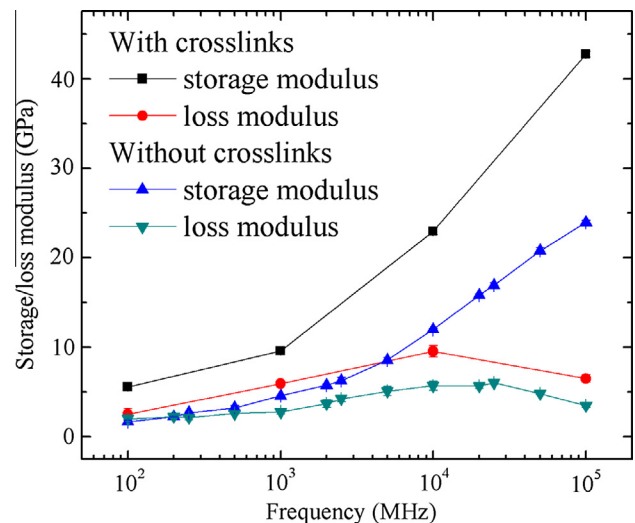 With crosslinks
storage modulus
loss modulus
Without crosslinks
storage modulus
loss modulus
Storage/loss modulus (GPa)
40
30
20
10
0
10²
10³
10⁴
10⁵
Frequency (MHz)